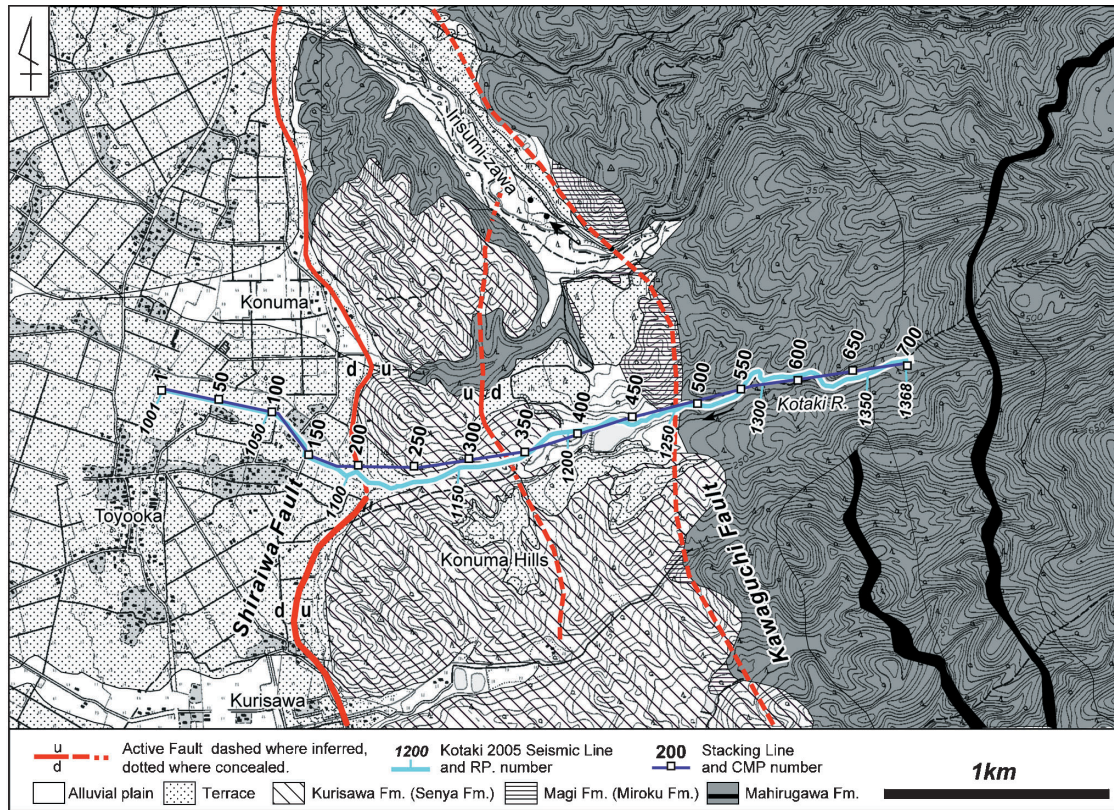 Irisumi-zawa
350
Konuma
d u
u d
500
1 50 100 150 200 250 300 350 400 450 500 550 600 650 700
1001 1050 1100 1150 1200 1250 1300 1350 1368
Kotaki R.
Toyooka
Shiraiwa Fault
Konuma Hills
Kawaguchi Fault
d u
Kurisawa
u
d
Active Fault dashed where inferred,
dotted where concealed.
1200 Kotaki 2005 Seismic Line
and RP. number
200 Stacking Line
and CMP number
Alluvial plain Terrace Kurisawa Fm. (Senya Fm.) Magi Fm. (Miroku Fm.) Mahirugawa Fm.
1km